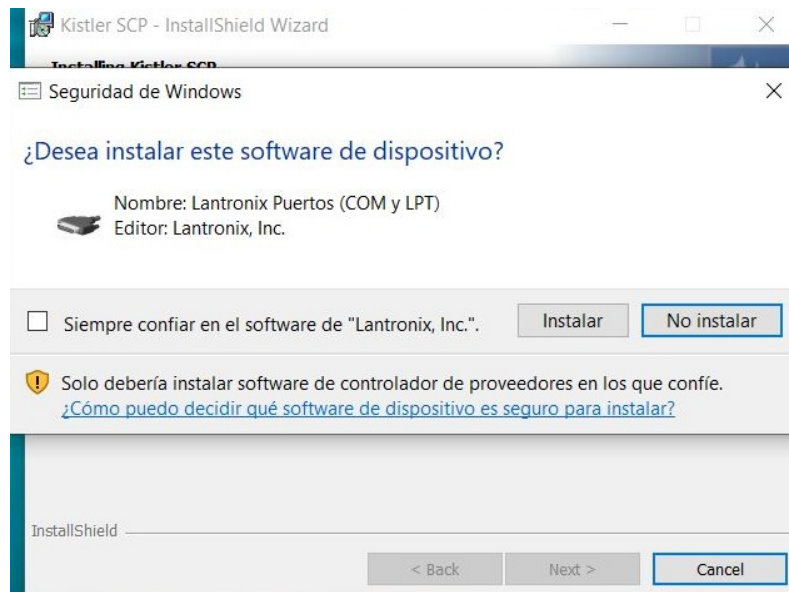 Kistler SCP - InstallShield Wizard
Installing Kistler SCP
Seguridad de Windows
¿Desea instalar este software de dispositivo?
Nombre: Lantronix Puertos (COM y LPT)
Editor: Lantronix, Inc.
Siempre confiar en el software de "Lantronix, Inc.".
Instalar
No instalar
Solo debería instalar software de controlador de proveedores en los que confíe.
¿Cómo puedo decidir qué software de dispositivo es seguro para instalar?
InstallShield
< Back
Next >
Cancel